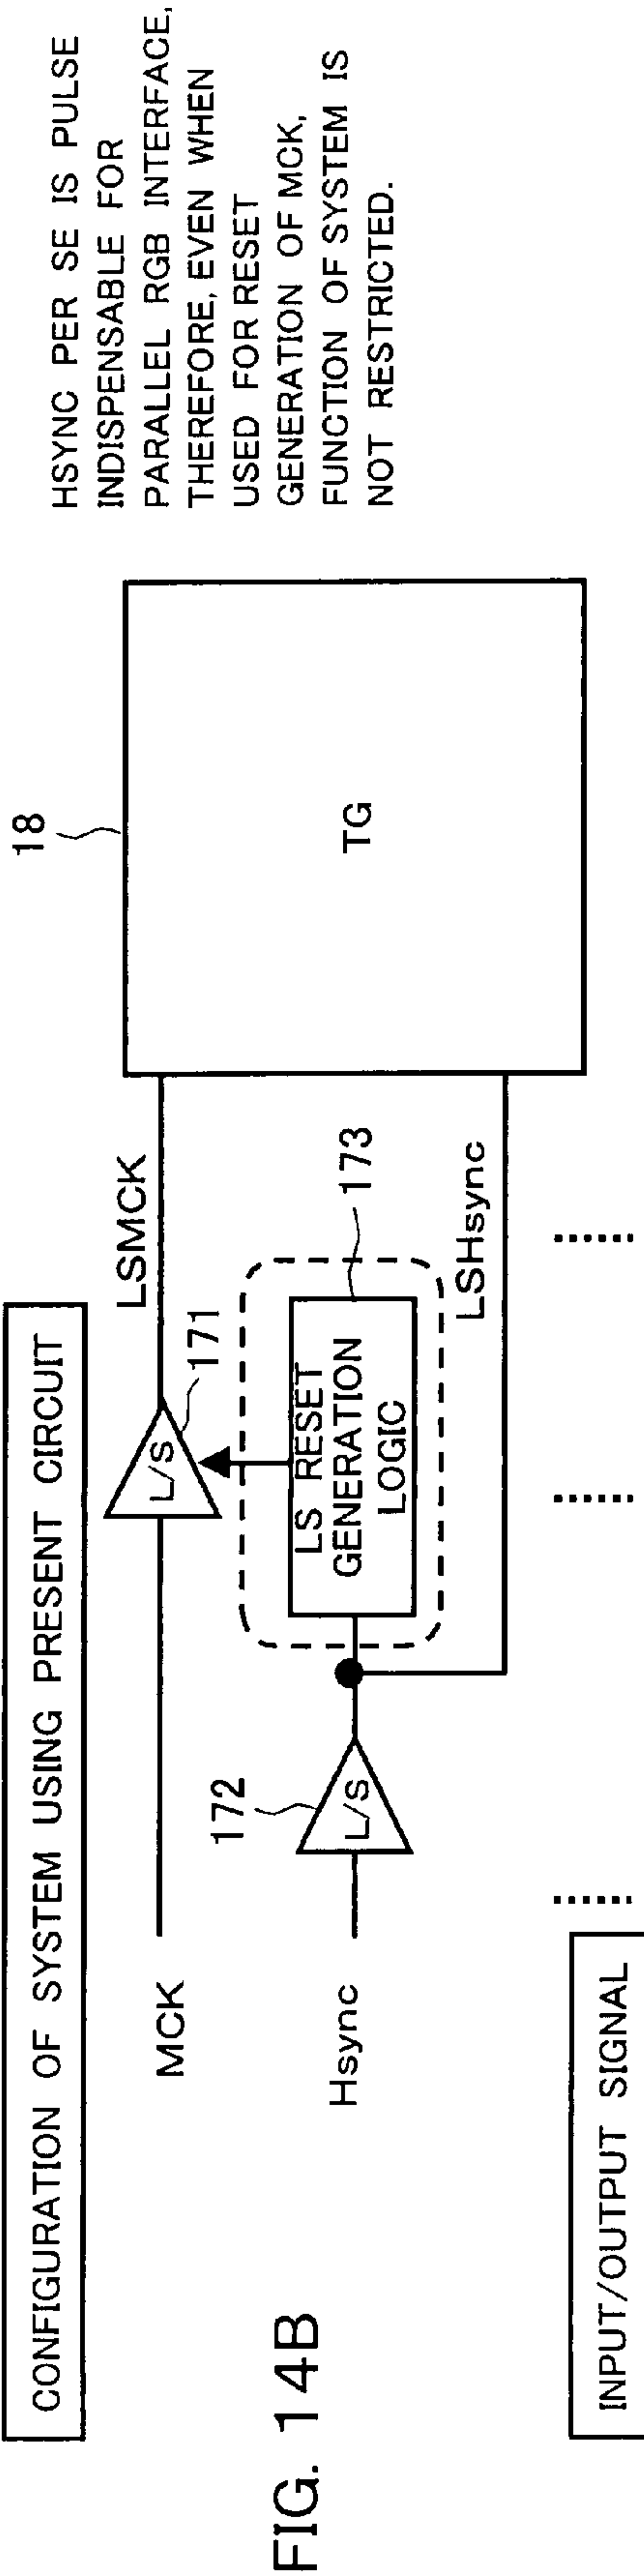 FIG. 14B
CONFIGURATION OF SYSTEM USING PRESENT CIRCUIT
MCK
L/S
171
LSMCK
Hsync
172
L/S
LS RESET
GENERATION
LOGIC
173
LSHsync
18
TG
HSYNC PER SE IS PULSE
INDISPENSABLE FOR
PARALLEL RGB INTERFACE,
THEREFORE, EVEN WHEN
USED FOR RESET
GENERATION OF MCK,
FUNCTION OF SYSTEM IS
NOT RESTRICTED.
INPUT/OUTPUT SIGNAL